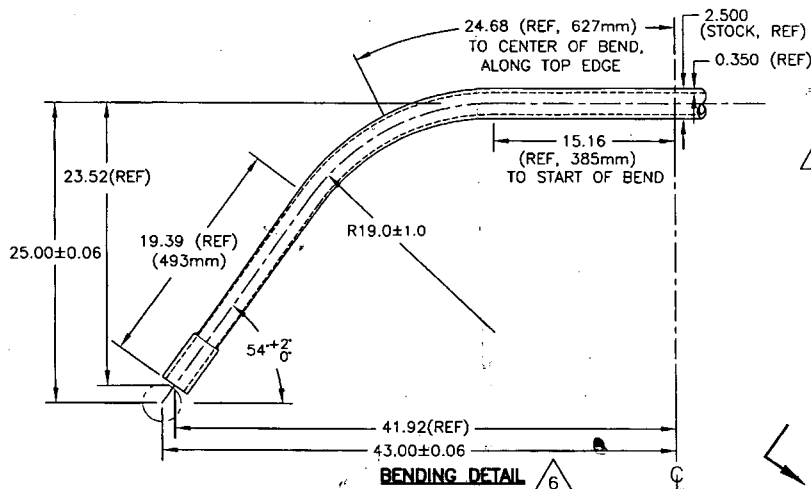 24.68 (REF, 627mm)
TO CENTER OF BEND,
ALONG TOP EDGE
2.500
(STOCK, REF)
0.350 (REF)
15.16
(REF, 385mm)
TO START OF BEND
23.52(REF)
25.00±0.06
19.39 (REF)
(493mm)
R19.0±1.0
54°+2°
0°
41.92(REF)
43.00±0.06
BENDING DETAIL
6
℄